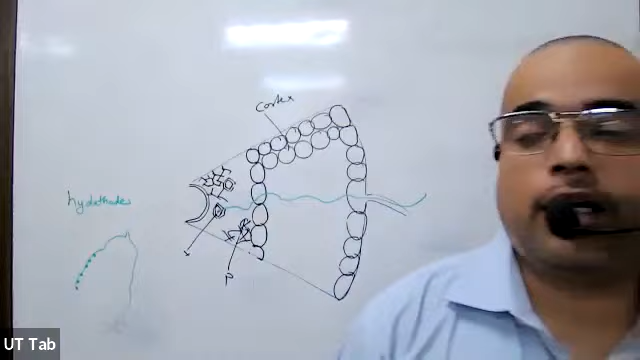 Cortex
hydathodes
x
P
UT Tab